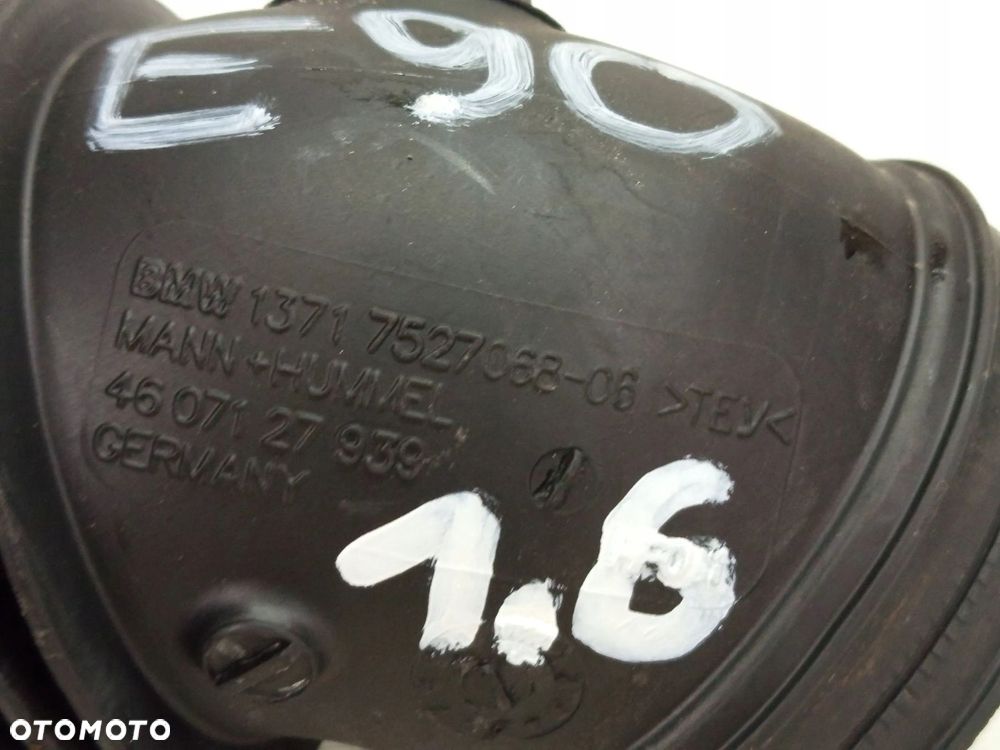 E90
BMW 1371 7527068-06 >TEV<
MANN+HUMMEL
46 071 27 939
GERMANY
1.6
OTOMOTO